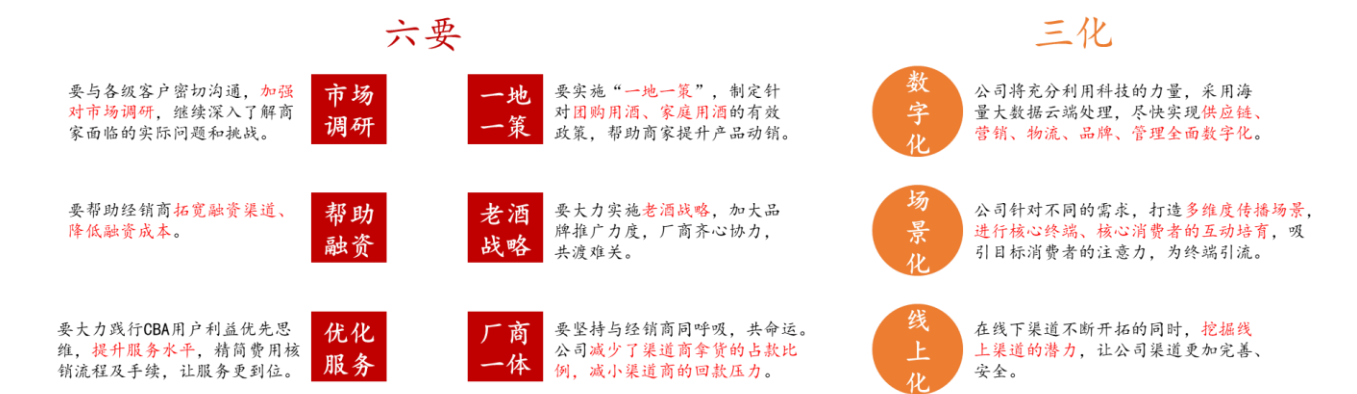 六要
要与各级客户密切沟通，加强
对市场调研，继续深入了解商
家面临的实际问题和挑战。
市场
调研
一地
一策
要实施“一地一策”，制定针
对团购用酒、家庭用酒的有效
政策，帮助商家提升产品动销。
要帮助经销商拓宽融资渠道、
降低融资成本。
帮助
融资
老酒
战略
要大力实施老酒战略，加大品
牌推广力度，厂商齐心协力，
共渡难关。
要大力践行CBA用户利益优先思
维，提升服务水平，精简费用核
销流程及手续，让服务更到位。
优化
服务
厂商
一体
要坚持与经销商同呼吸，共命运。
公司减少了渠道商拿货的占款比
例，减小渠道商的回款压力。
三化
数
字
化
公司将充分利用科技的力量，采用海
量大数据云端处理，尽快实现供应链、
营销、物流、品牌、管理全面数字化。
场
景
化
公司针对不同的需求，打造多维度传播场景，
进行核心终端、核心消费者的互动培育，吸
引目标消费者的注意力，为终端引流。
线
上
化
在线下渠道不断开拓的同时，挖掘线
上渠道的潜力，让公司渠道更加完善、
安全。